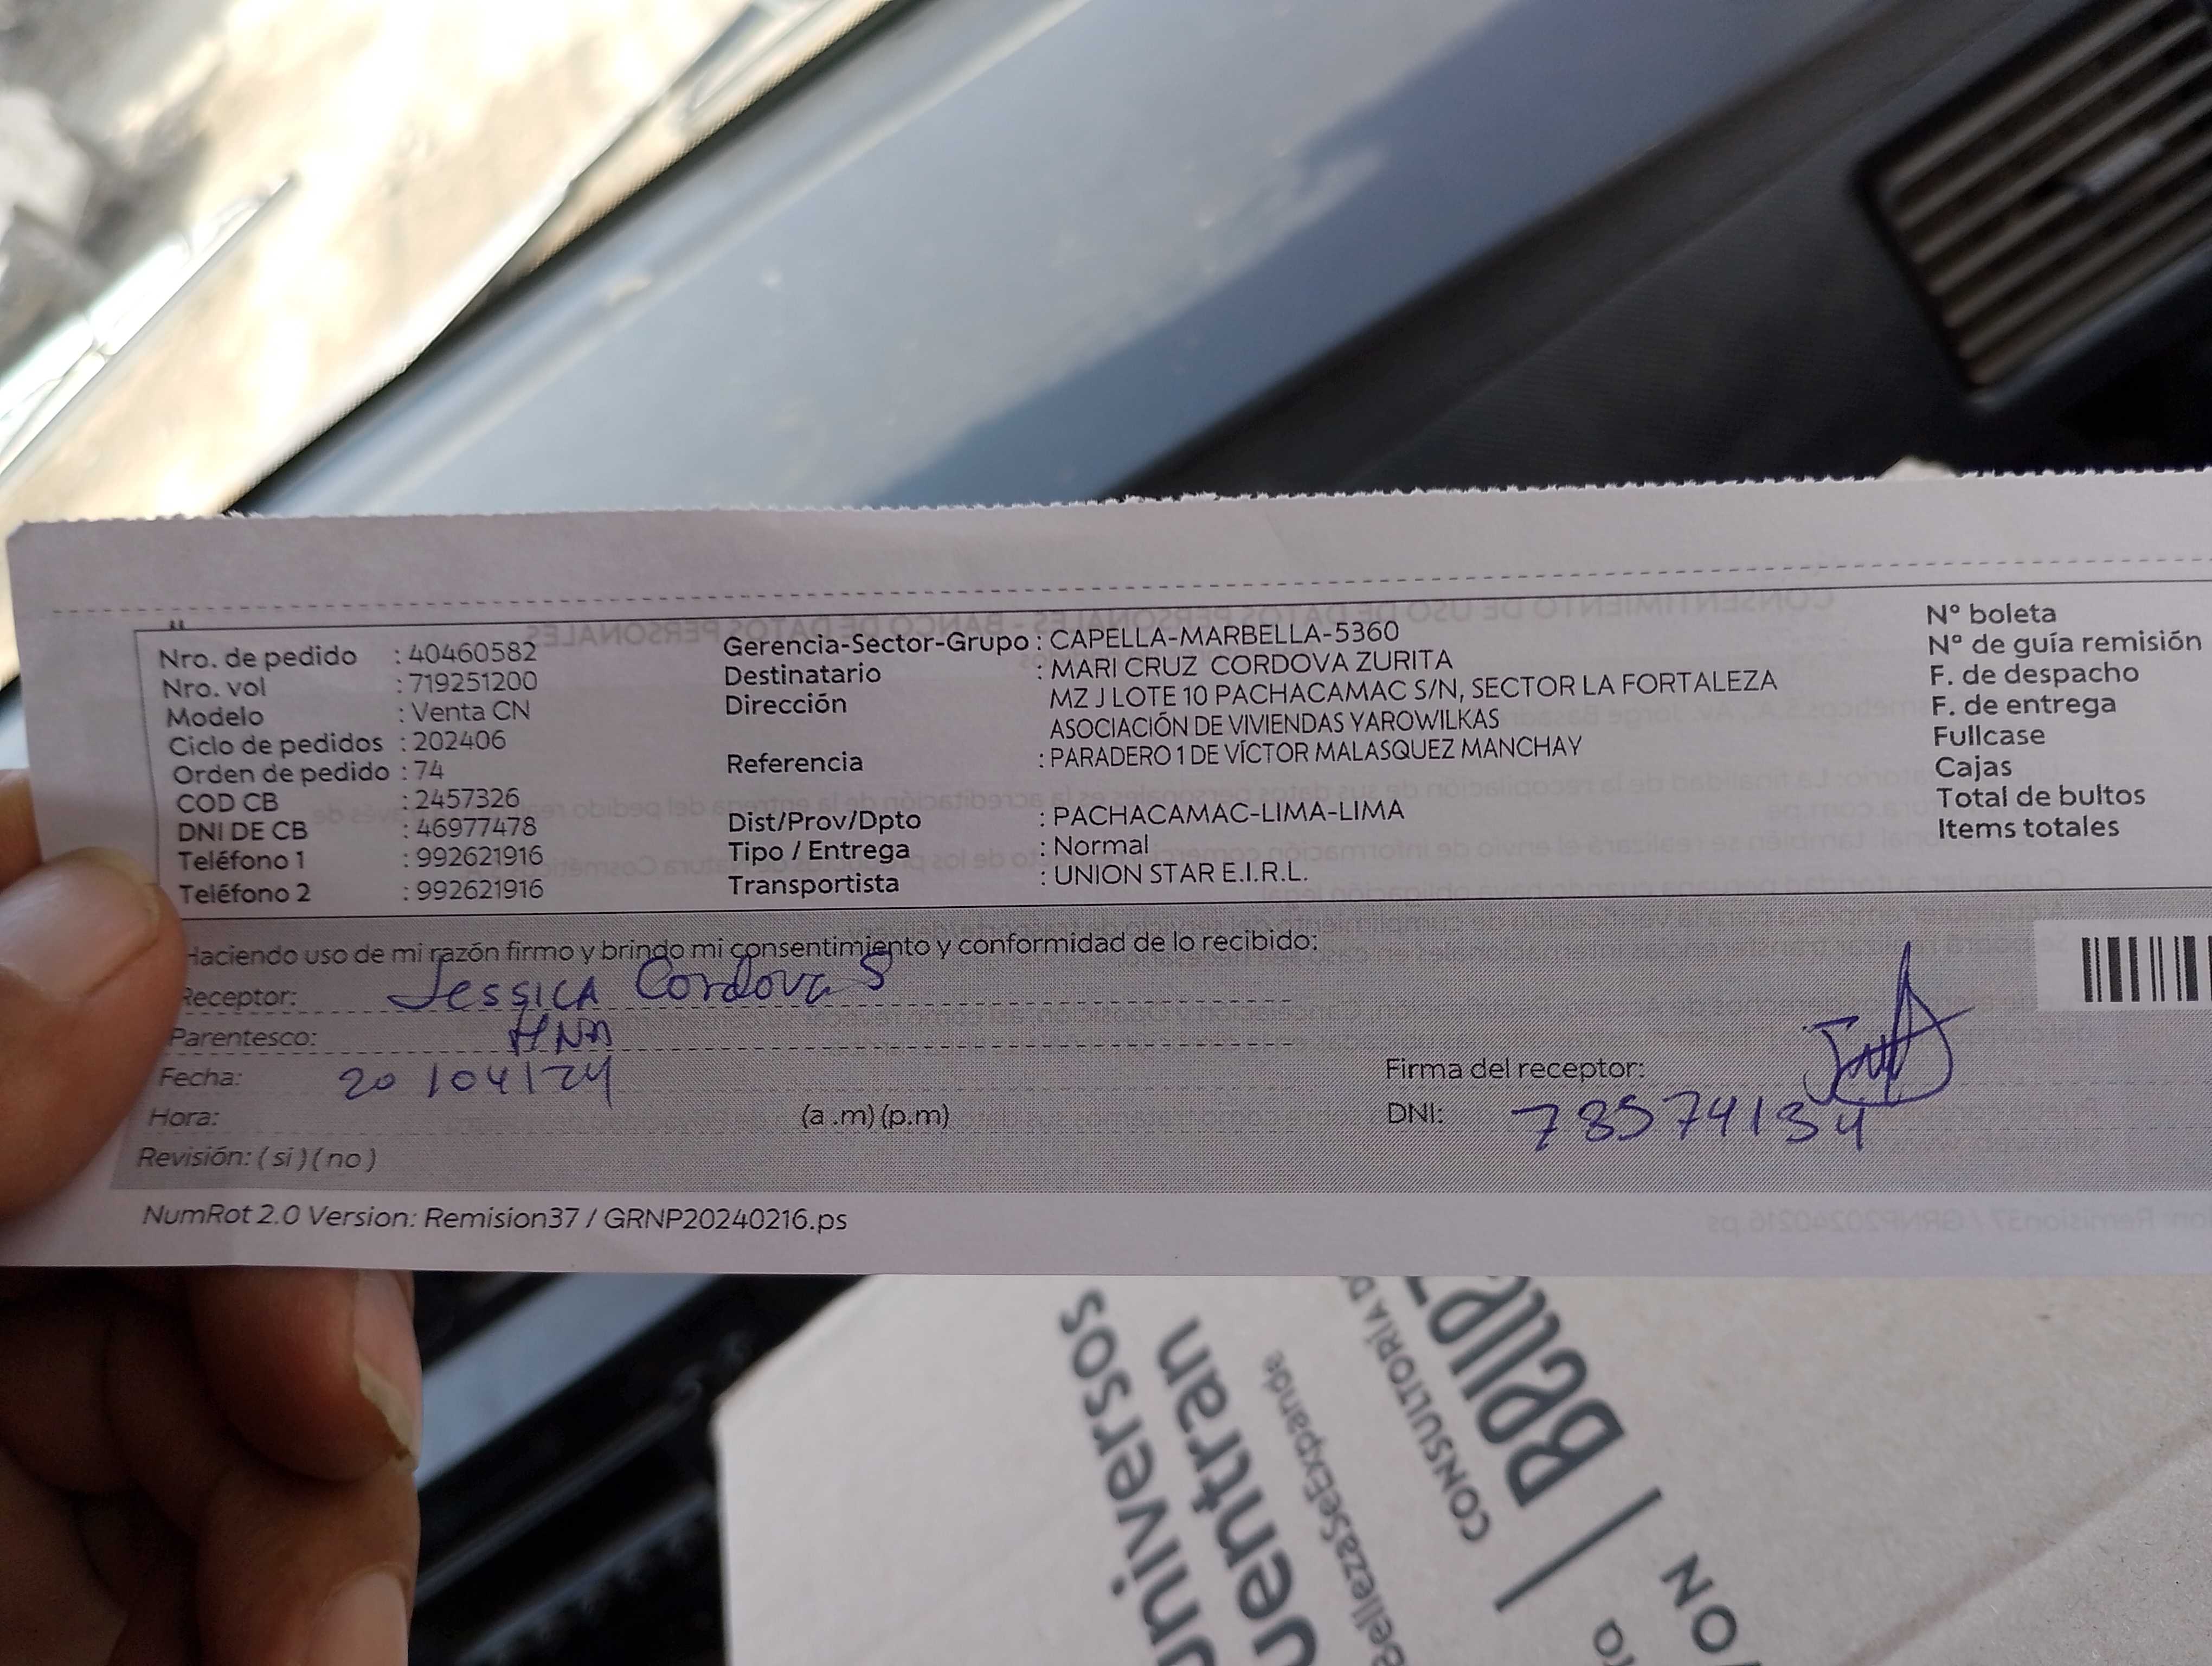 Nro. de pedido : 40460582
Nro. vol : 719251200
Modelo : Venta CN
Ciclo de pedidos : 202406
Orden de pedido : 74
COD CB : 2457326
DNI DE CB : 46977478
Teléfono 1 : 992621916
Teléfono 2 : 992621916
Gerencia-Sector-Grupo : CAPELLA-MARBELLA-5360
Destinatario : MARI CRUZ CORDOVA ZURITA
Dirección MZ J LOTE 10 PACHACAMAC S/N, SECTOR LA FORTALEZA
ASOCIACIÓN DE VIVIENDAS YAROWILKAS
Referencia : PARADERO 1 DE VÍCTOR MALASQUEZ MANCHAY
Dist/Prov/Dpto : PACHACAMAC-LIMA-LIMA
Tipo / Entrega : Normal
Transportista : UNION STAR E.I.R.L.
Nº boleta
Nº de guía remisión
F. de despacho
F. de entrega
Fullcase
Cajas
Total de bultos
Items totales
Haciendo uso de mi razón firmo y brindo mi consentimiento y conformidad de lo recibido:
Receptor: Jessica Cordova S
Parentesco: HNA
Fecha: 20/04/24
Hora: (a .m) (p.m)
Revisión: ( si ) ( no )
Firma del receptor:
DNI: 78574134
NumRot 2.0 Version: Remision37 / GRNP20240216.ps
universos
uentran
BellezaSeExpande
CONSULTORÍA D